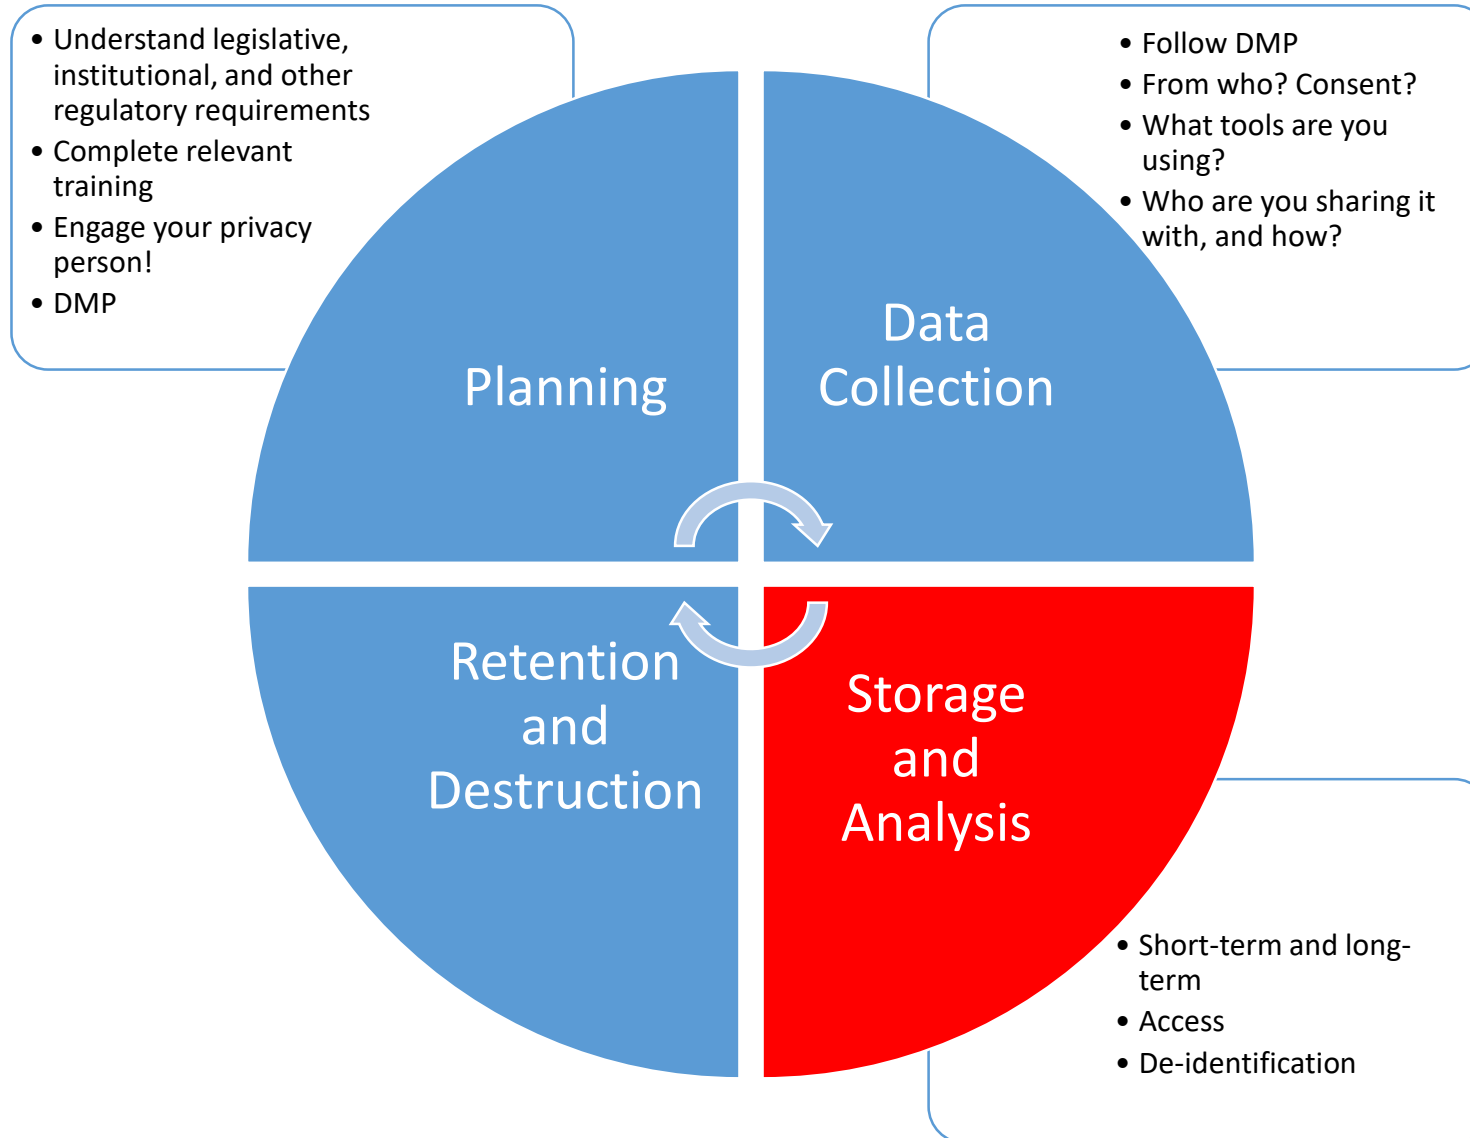 • Understand legislative,
institutional, and other
regulatory requirements
• Complete relevant
training
• Engage your privacy
person!
• DMP
• Follow DMP
• From who? Consent?
• What tools are you
using?
• Who are you sharing it
with, and how?
Planning
Data
Collection
Retention
and
Destruction
Storage
and
Analysis
• Short-term and long-
term
• Access
• De-identification